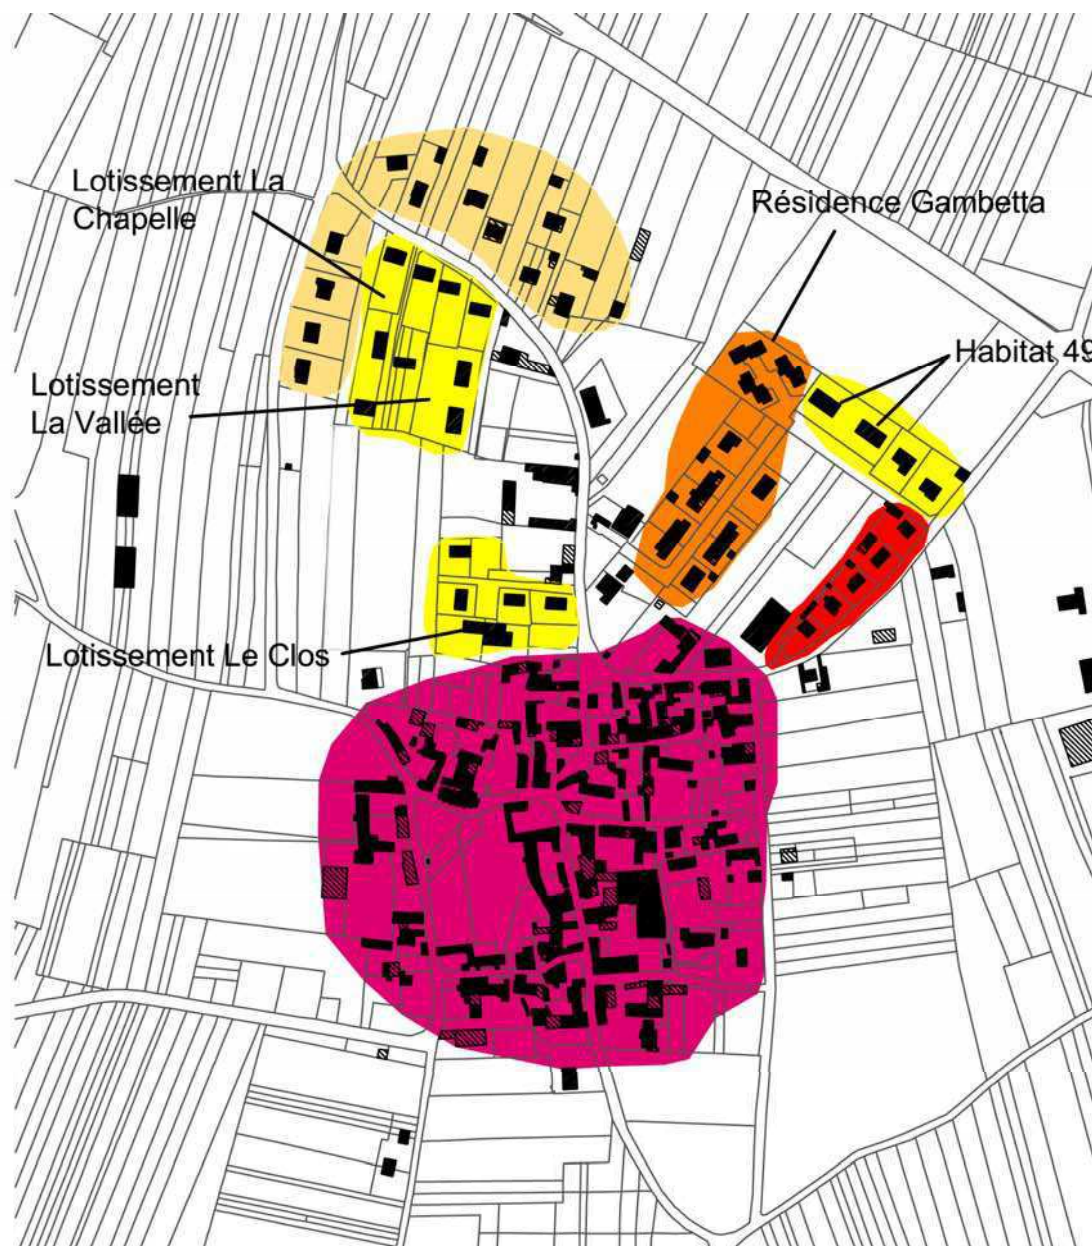 Lotissement La
Chapelle
Résidence Gambetta
Habitat 49
Lotissement
La Vallée
Lotissement Le Clos